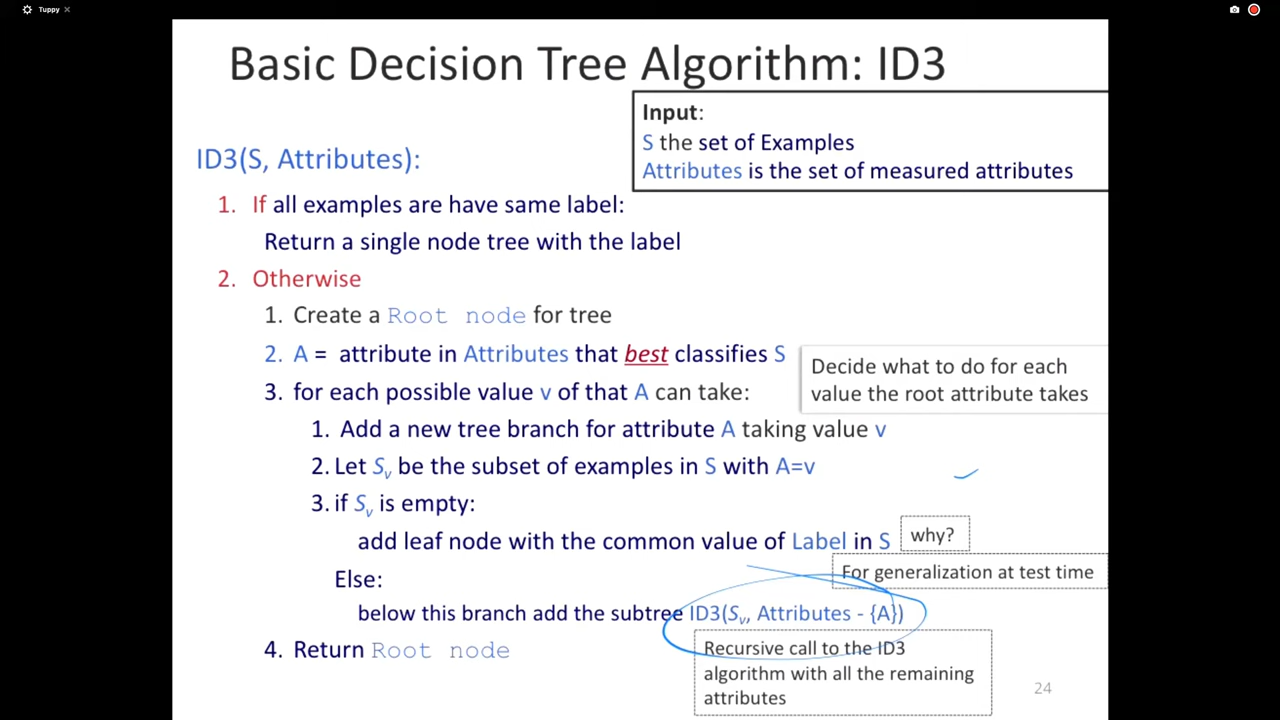 Tuppy
Basic Decision Tree Algorithm: ID3
Input:
S the set of Examples
Attributes is the set of measured attributes
ID3(S, Attributes):
1. If all examples are have same label:
Return a single node tree with the label
2. Otherwise
1. Create a Root node for tree
2. A = attribute in Attributes that best classifies S
Decide what to do for each
value the root attribute takes
3. for each possible value v of that A can take:
1. Add a new tree branch for attribute A taking value v
2. Let Sv be the subset of examples in S with A=v
3. if Sv is empty:
add leaf node with the common value of Label in S
why?
For generalization at test time
Else:
below this branch add the subtree ID3(Sv, Attributes - {A})
4. Return Root node
Recursive call to the ID3
algorithm with all the remaining
attributes
24